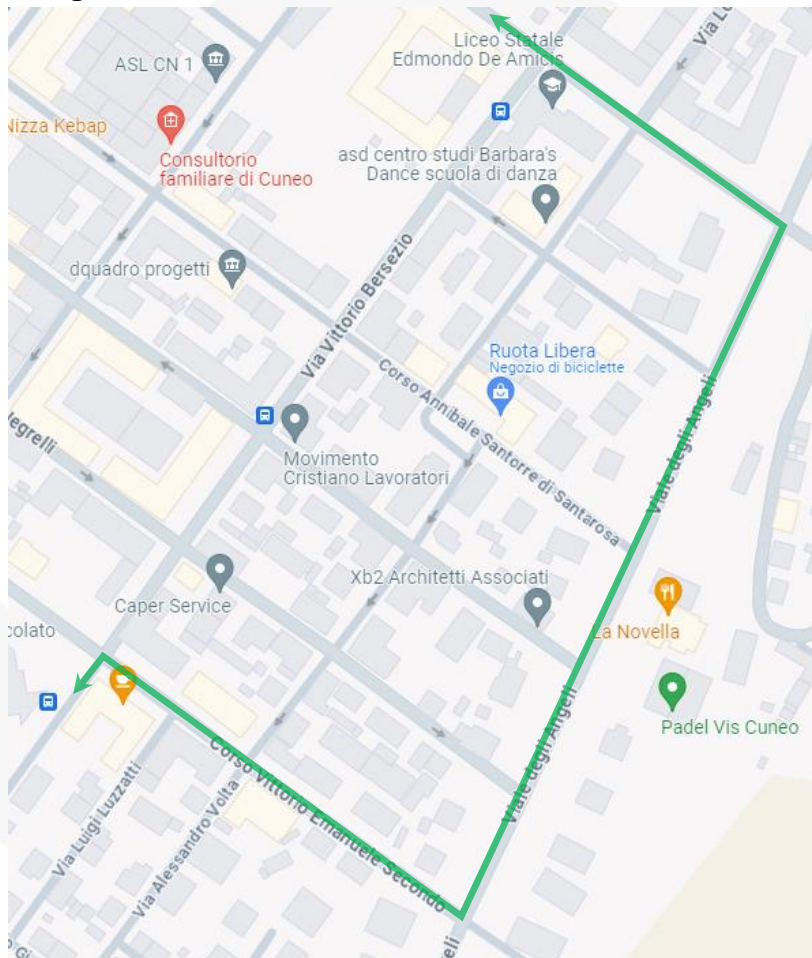 Liceo Statale
Edmondo De Amicis
ASL CN 1
Nizza Kebap
Consultorio
familiare di Cuneo
asd centro studi Barbara's
Dance scuola di danza
dquadro progetti
Via Vittorio Bersezio
Ruota Libera
Negozio di biciclette
Corso Annibale Santorre di Santarosa
Viale degli Angeli
Movimento
Cristiano Lavoratori
Xb2 Architetti Associati
Caper Service
La Novella
Padel Vis Cuneo
Viale degli Angeli
Corso Vittorio Emanuele Secondo
Via Luigi Luzzatti
Via Alessandro Volta